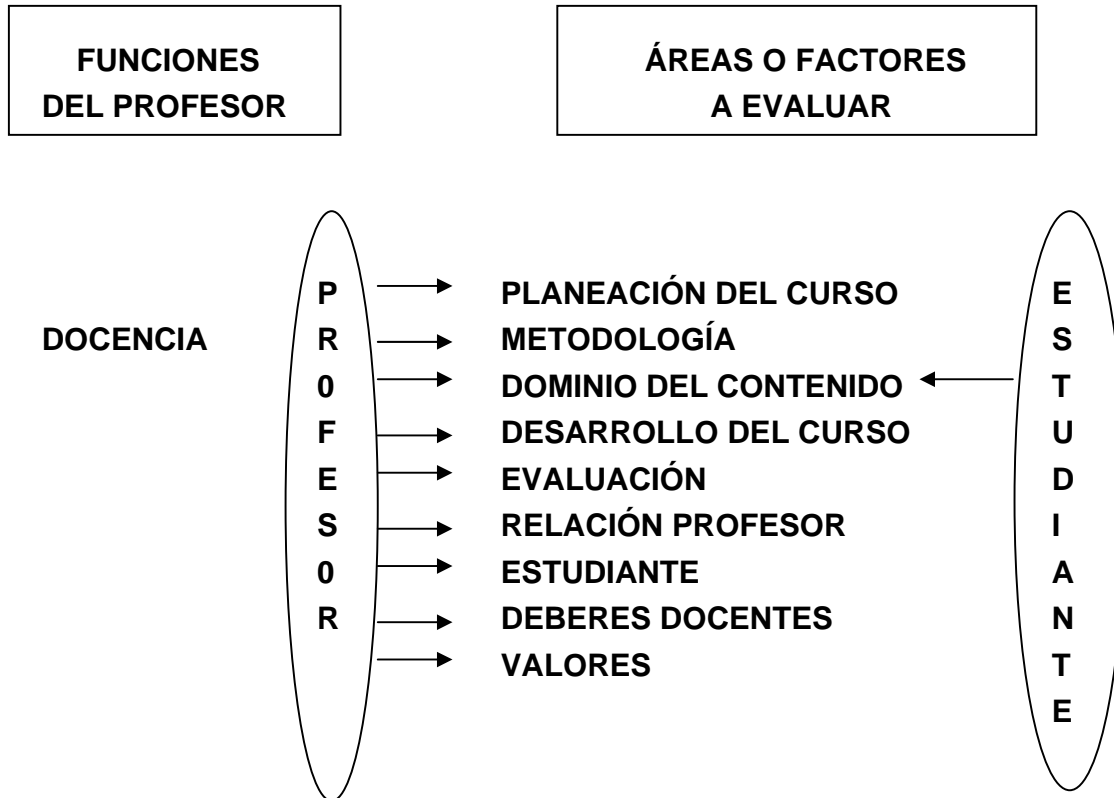 FUNCIONES
DEL PROFESOR
ÁREAS O FACTORES
A EVALUAR
DOCENCIA
P
R
0
F
E
S
0
R
PLANEACIÓN DEL CURSO
METODOLOGÍA
DOMINIO DEL CONTENIDO
DESARROLLO DEL CURSO
EVALUACIÓN
RELACIÓN PROFESOR
ESTUDIANTE
DEBERES DOCENTES
VALORES
E
S
T
U
D
I
A
N
T
E